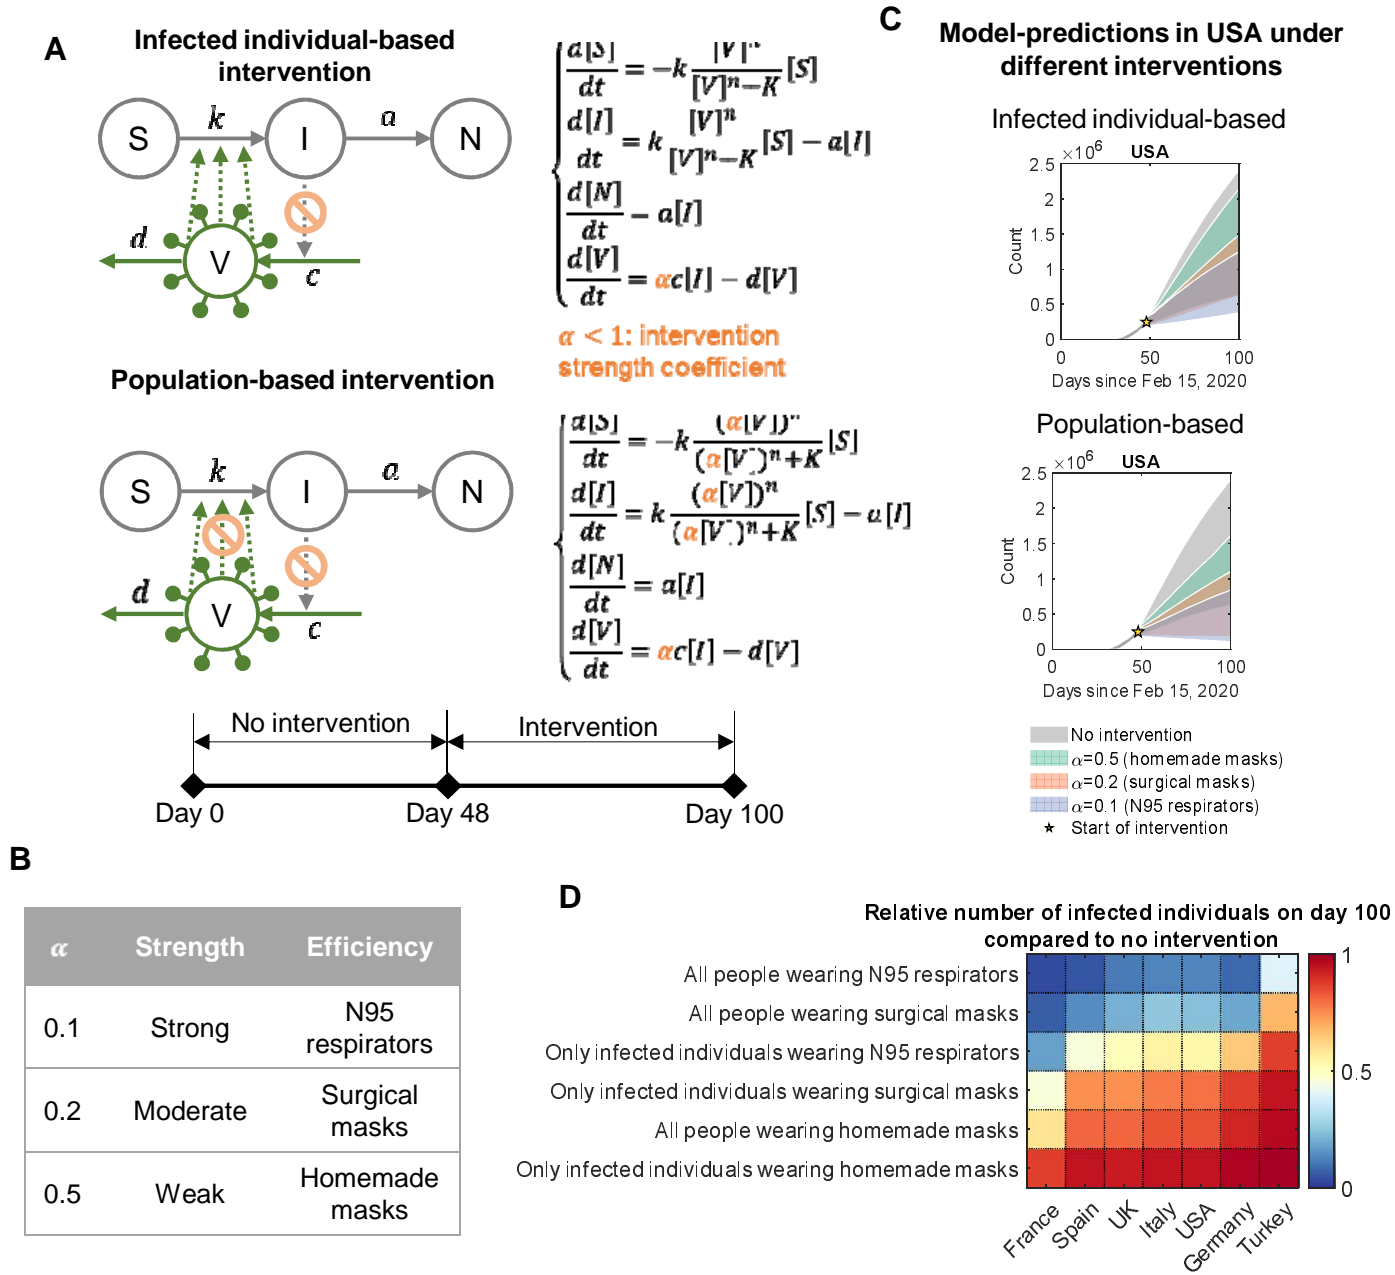 A
Infected individual-based
intervention
S
k
I
a
N
d
V
c
d[S]/dt = −k [V]ⁿ/([V]ⁿ−K) [S]
d[I]/dt = k [V]ⁿ/([V]ⁿ−K) [S] − a[I]
d[N]/dt − a[I]
d[V]/dt = αc[I] − d[V]
α < 1: intervention
strength coefficient
Population-based intervention
S
k
I
a
N
d
V
c
d[S]/dt = −k (α[V])ⁿ/((α[V])ⁿ+K) [S]
d[I]/dt = k (α[V])ⁿ/((α[V])ⁿ+K) [S] − a[I]
d[N]/dt = a[I]
d[V]/dt = αc[I] − d[V]
No intervention
Intervention
Day 0
Day 48
Day 100
B
α Strength Efficiency
0.1 Strong N95
respirators
0.2 Moderate Surgical
masks
0.5 Weak Homemade
masks
C
Model-predictions in USA under
different interventions
Infected individual-based
×10⁶ USA
2.5
2
1.5
1
0.5
0
Count
0 50 100
Days since Feb 15, 2020
Population-based
×10⁶ USA
2.5
2
1.5
1
0.5
0
Count
0 50 100
Days since Feb 15, 2020
No intervention
α=0.5 (homemade masks)
α=0.2 (surgical masks)
α=0.1 (N95 respirators)
Start of intervention
D
Relative number of infected individuals on day 100
compared to no intervention
All people wearing N95 respirators
All people wearing surgical masks
Only infected individuals wearing N95 respirators
Only infected individuals wearing surgical masks
All people wearing homemade masks
Only infected individuals wearing homemade masks
France
Spain
UK
Italy
USA
Germany
Turkey
1
0.5
0